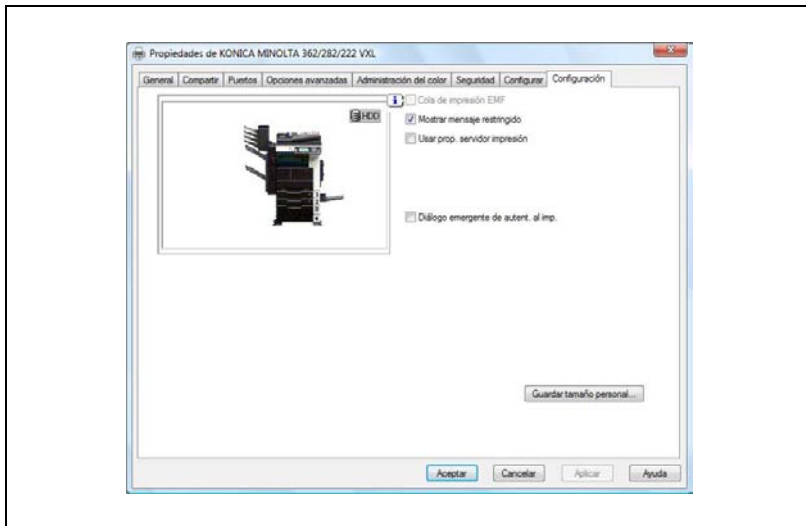 Propiedades de KONICA MINOLTA 362/282/222 VXL
General Compartir Puertos Opciones avanzadas Administración del color Seguridad Configurar Configuración
Cola de impresión EMF
HDD
Mostrar mensaje restringido
Usar prop. servidor impresión
Diálogo emergente de autent. al imp.
Guardar tamaño personal...
Aceptar Cancelar Aplicar Ayuda